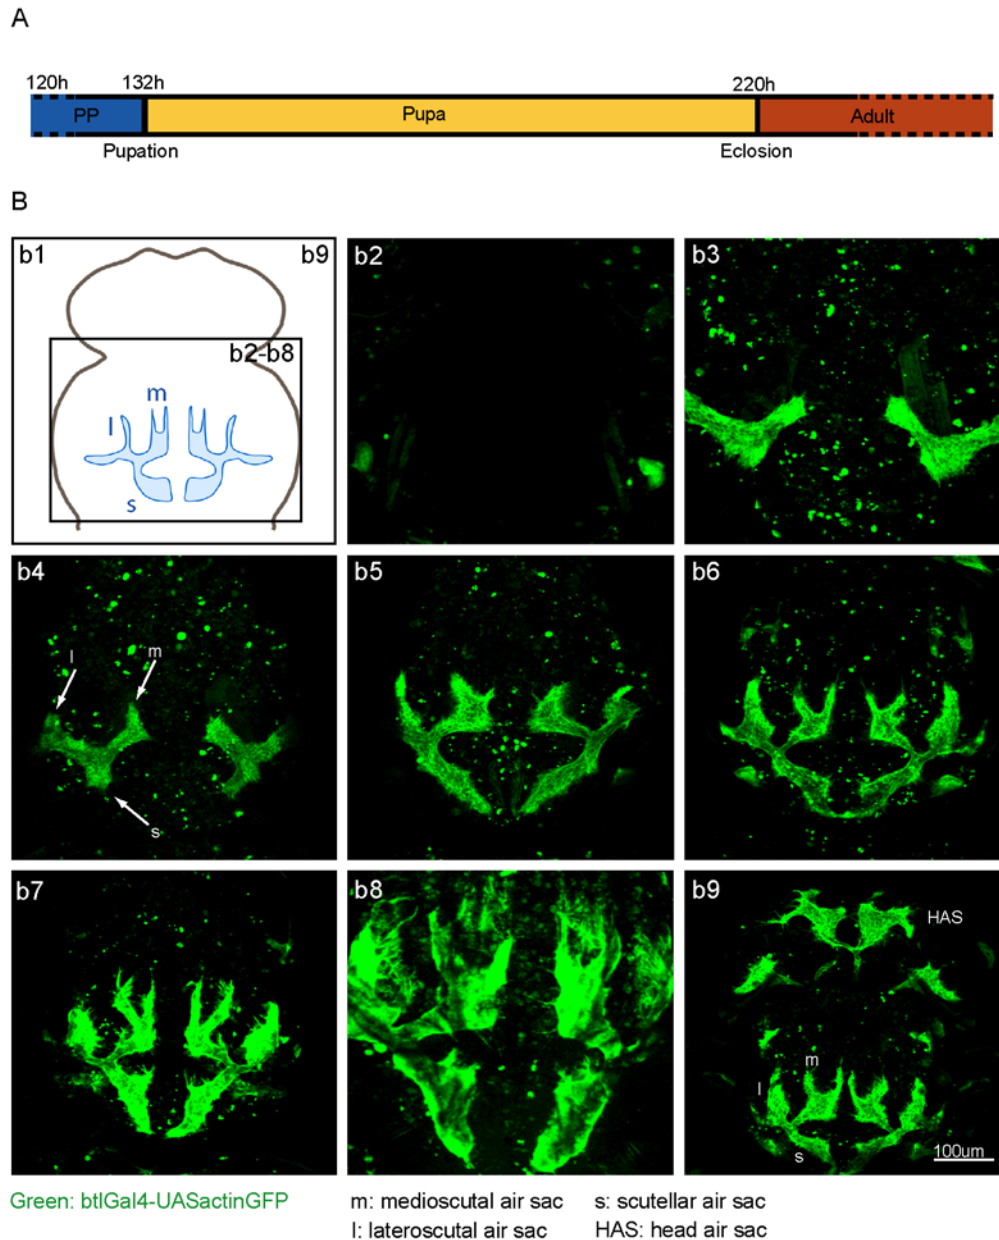 A
120h 132h 220h
PP Pupa Adult
Pupation Eclosion
B
b1 b9 b2 b3
b2-b8
m
l
s
b4 b5 b6
l m
s
b7 b8 b9
HAS
m
l
s
100um
Green: btlGal4-UASactinGFP m: medioscutal air sac s: scutellar air sac
l: lateroscutal air sac HAS: head air sac